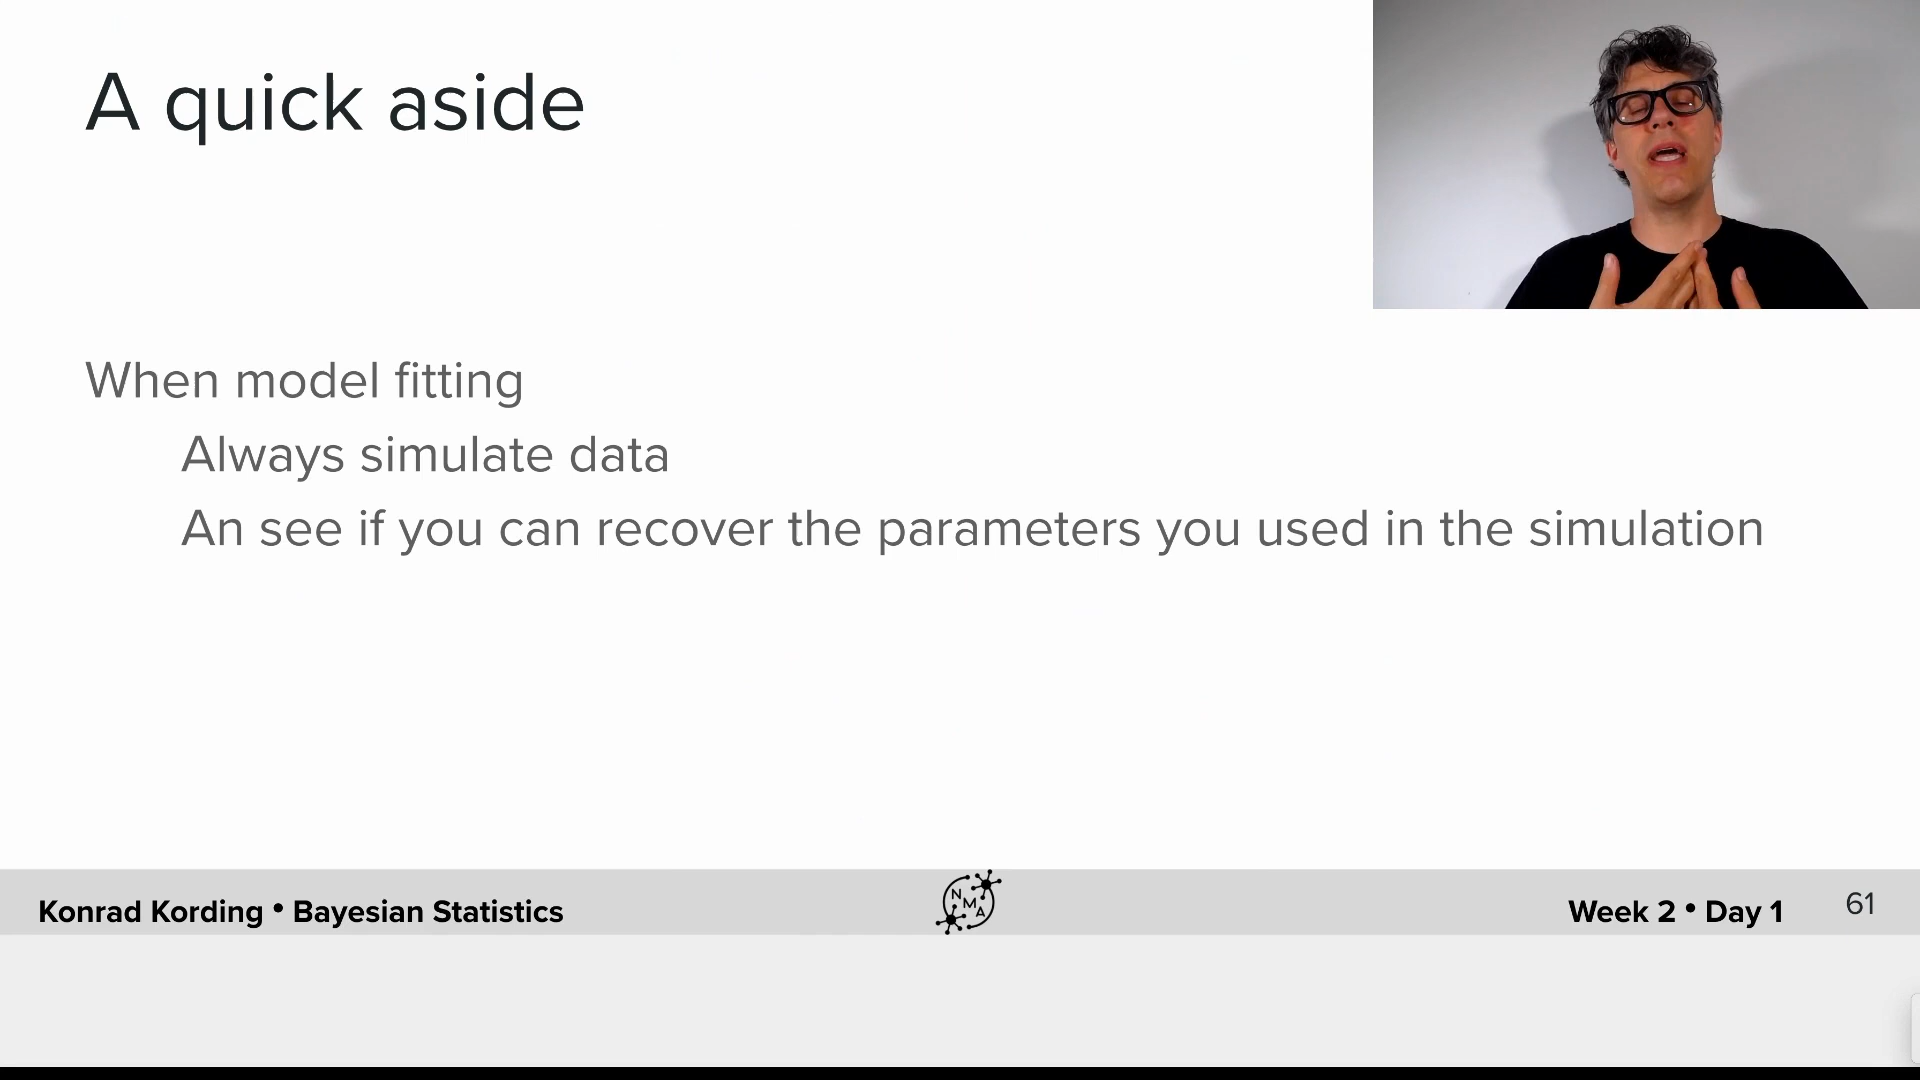 A quick aside
When model fitting
Always simulate data
An see if you can recover the parameters you used in the simulation
Konrad Kording • Bayesian Statistics
NMA
Week 2 • Day 1
61